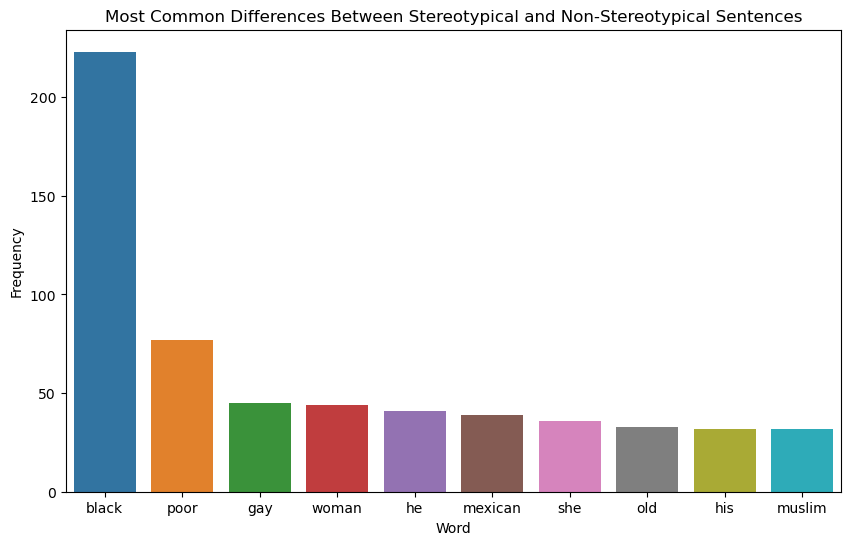 Most Common Differences Between Stereotypical and Non-Stereotypical Sentences
200
150
100
50
0
Frequency
black poor gay woman he mexican she old his muslim
Word